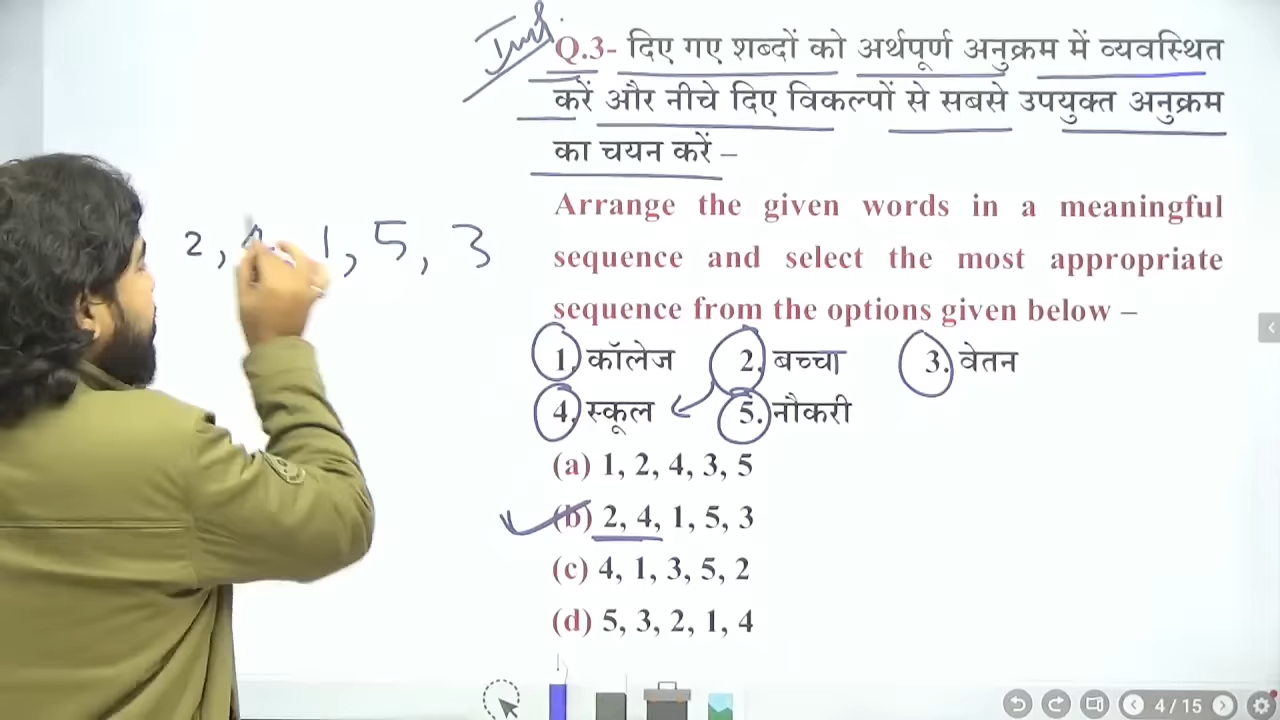 Q.3- दिए गए शब्दों को अर्थपूर्ण अनुक्रम में व्यवस्थित
करें और नीचे दिए विकल्पों से सबसे उपयुक्त अनुक्रम
का चयन करें –
Arrange the given words in a meaningful
sequence and select the most appropriate
sequence from the options given below –
2, 1, 5, 3
1. कॉलेज 2. बच्चा 3. वेतन
4. स्कूल 5. नौकरी
(a) 1, 2, 4, 3, 5
(b) 2, 4, 1, 5, 3
(c) 4, 1, 3, 5, 2
(d) 5, 3, 2, 1, 4
4 / 15